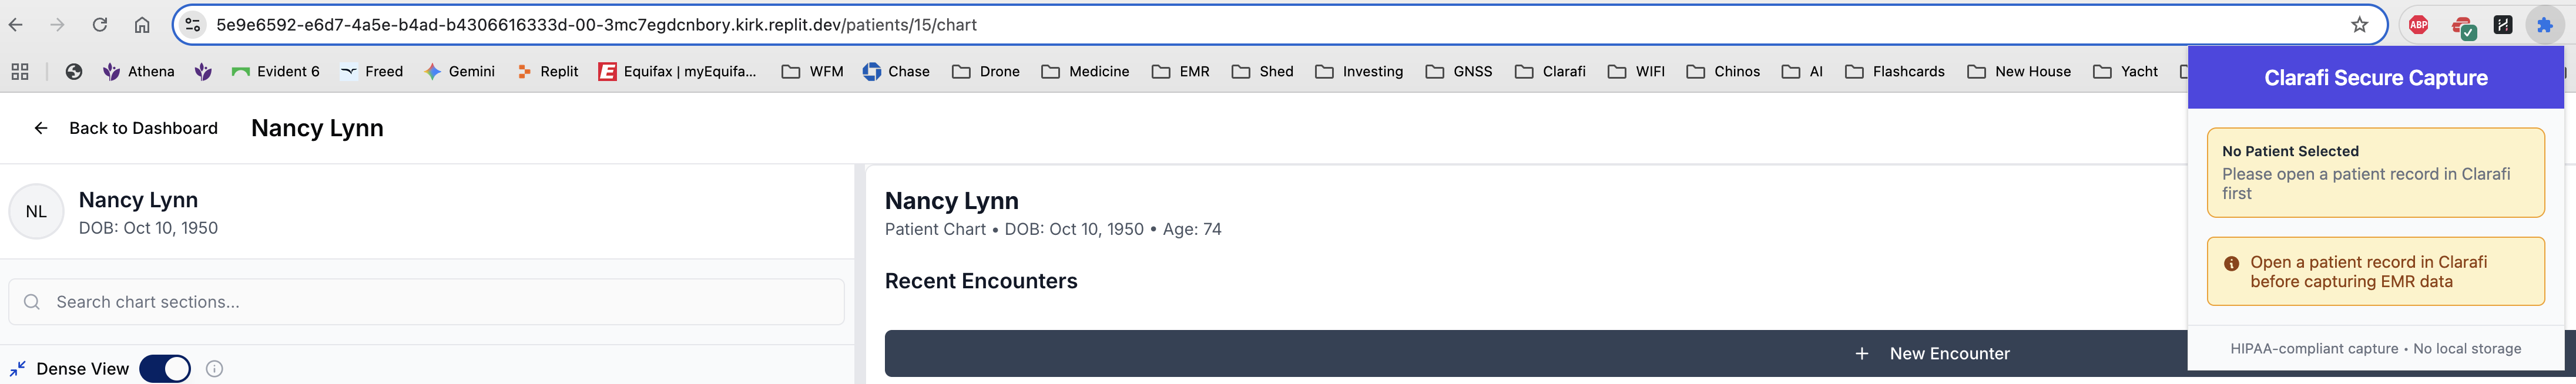 5e9e6592-e6d7-4a5e-b4ad-b4306616333d-00-3mc7egdcnbory.kirk.replit.dev/patients/15/chart
ABP
Athena
Evident 6
Freed
Gemini
Replit
E
Equifax | myEquifa...
WFM
Chase
Drone
Medicine
EMR
Shed
Investing
GNSS
Clarafi
WIFI
Chinos
AI
Flashcards
New House
Yacht
Back to Dashboard
Nancy Lynn
NL
Nancy Lynn
DOB: Oct 10, 1950
Search chart sections...
Dense View
Nancy Lynn
Patient Chart • DOB: Oct 10, 1950 • Age: 74
Recent Encounters
+ New Encounter
Clarafi Secure Capture
No Patient Selected
Please open a patient record in Clarafi
first
Open a patient record in Clarafi
before capturing EMR data
HIPAA-compliant capture • No local storage